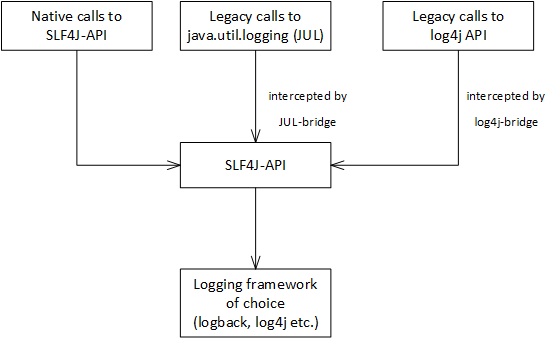 Native calls to
SLF4J-API
Legacy calls to
java.util.logging (JUL)
Legacy calls to
log4j API
intercepted by
JUL-bridge
intercepted by
log4j-bridge
SLF4J-API
Logging framework
of choice
(logback, log4j etc.)